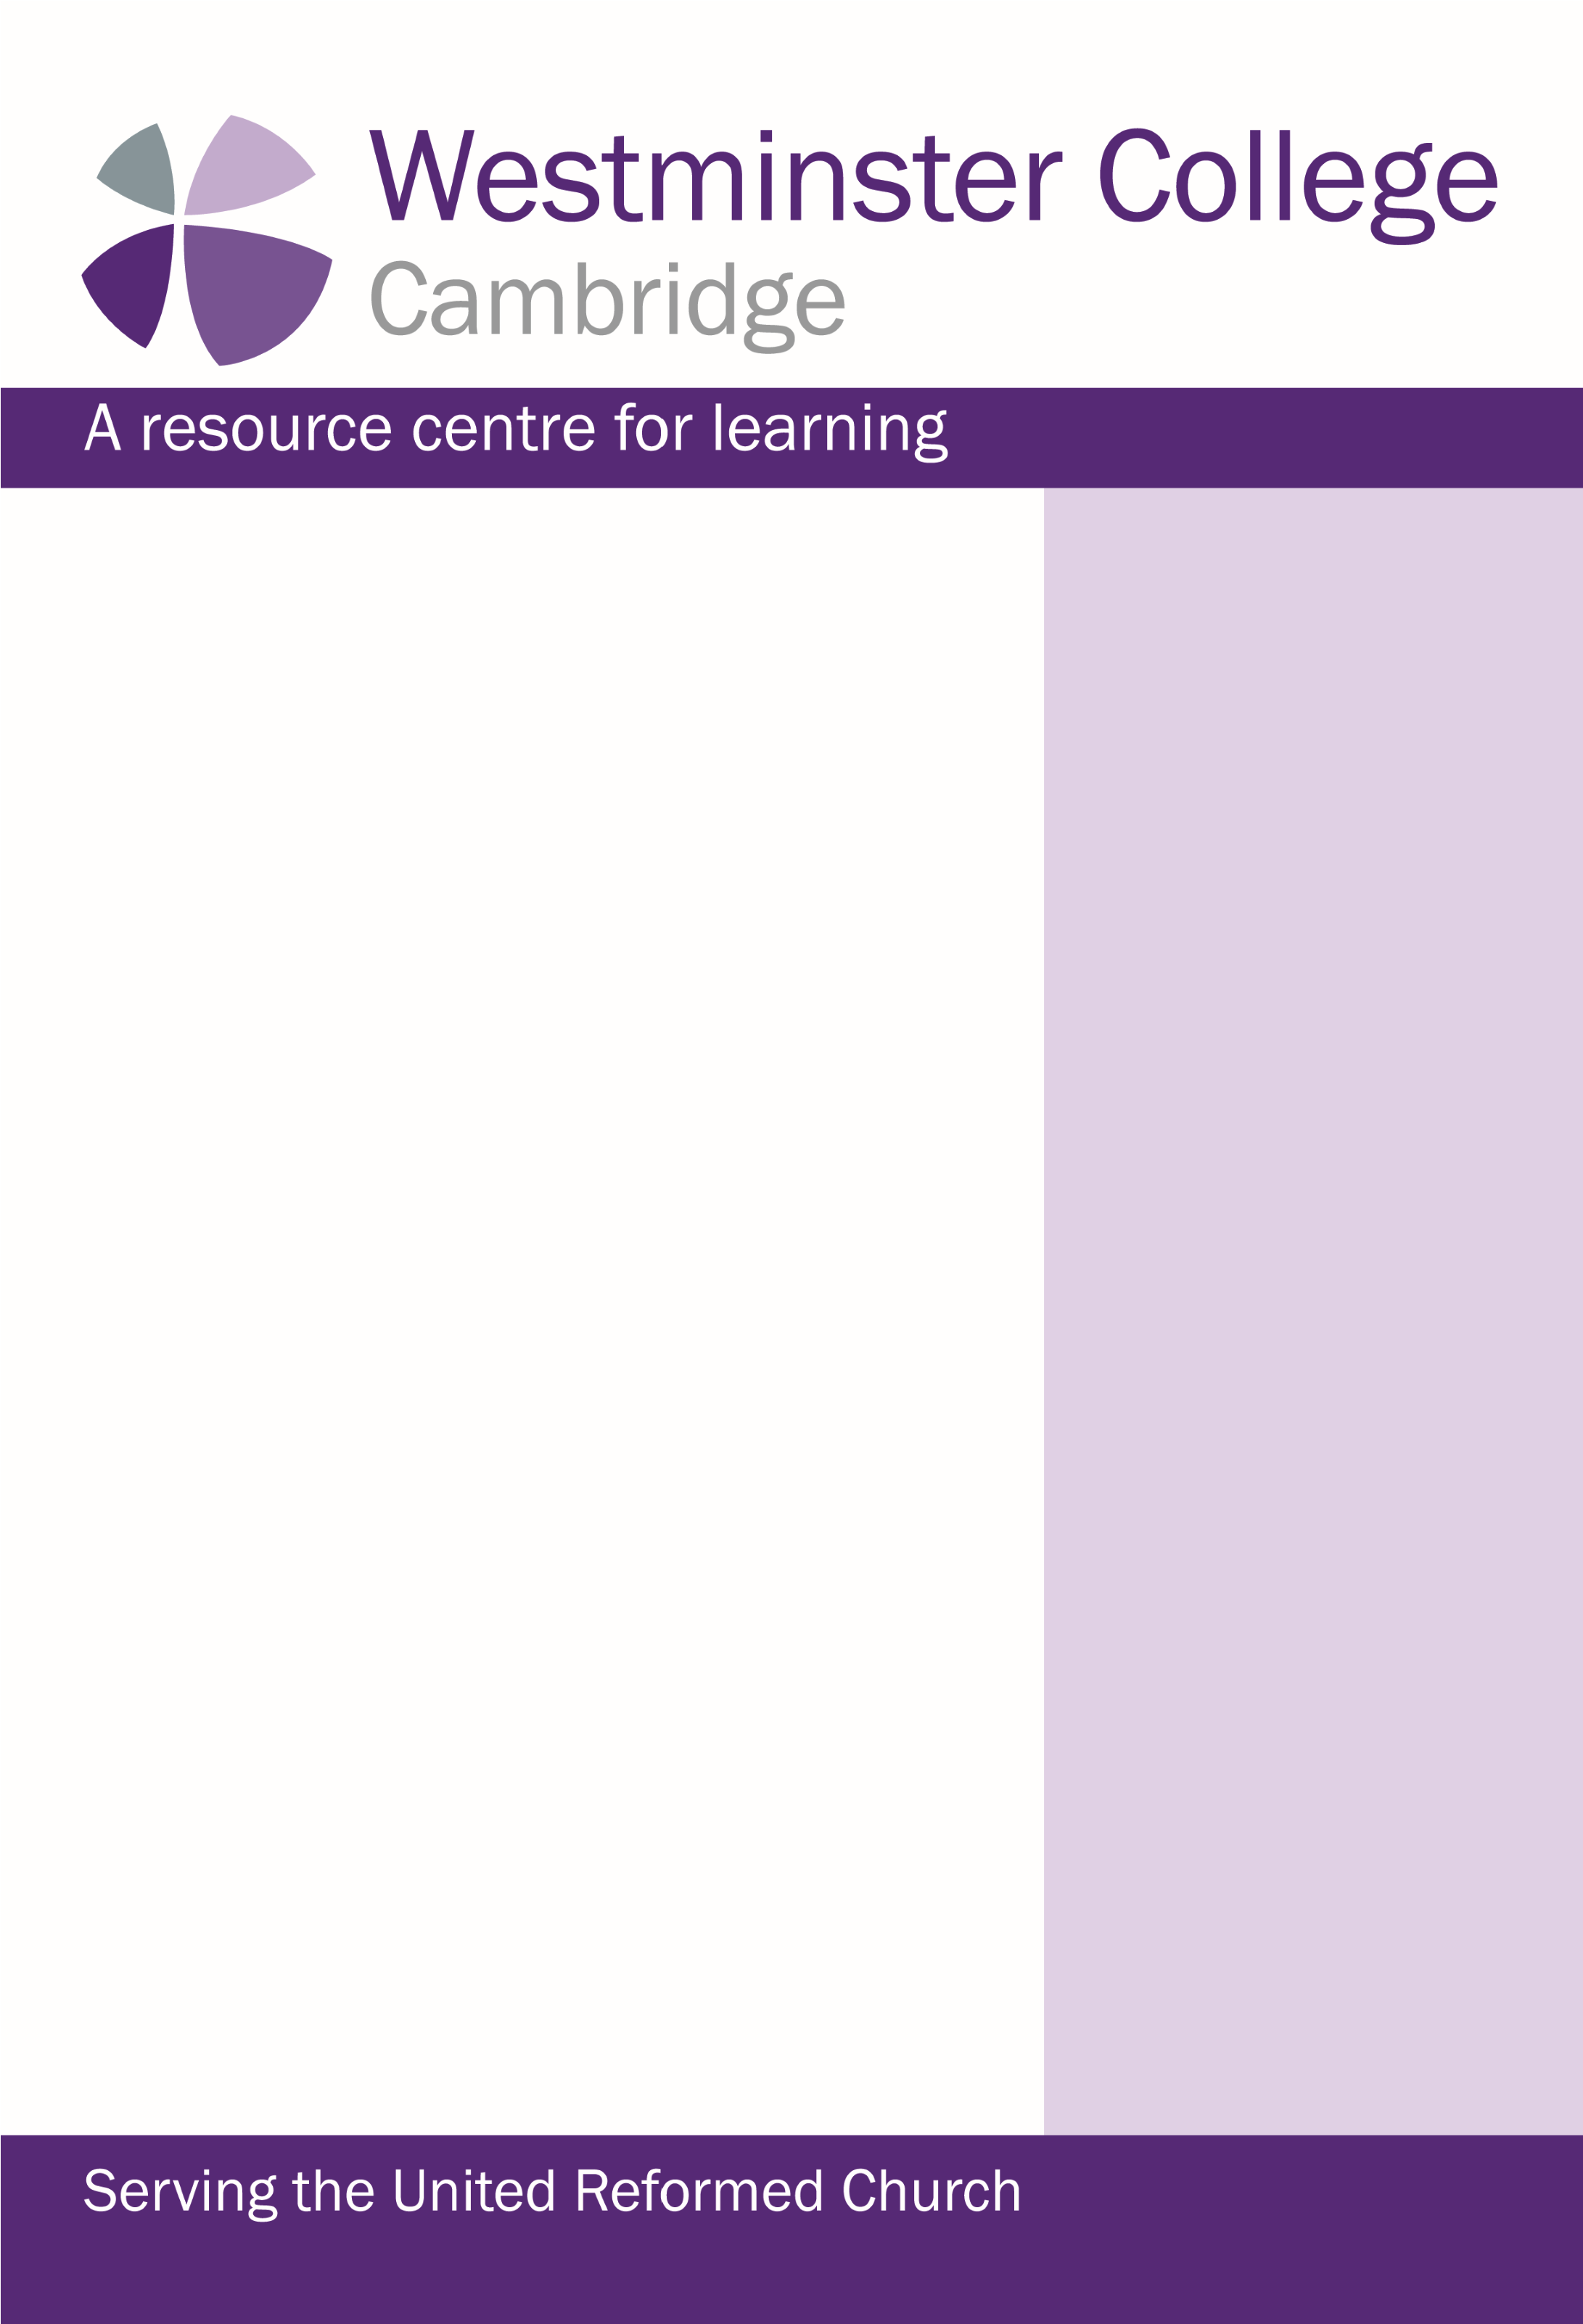 Westminster College
Cambridge
A resource centre for learning
Serving the United Reformed Church